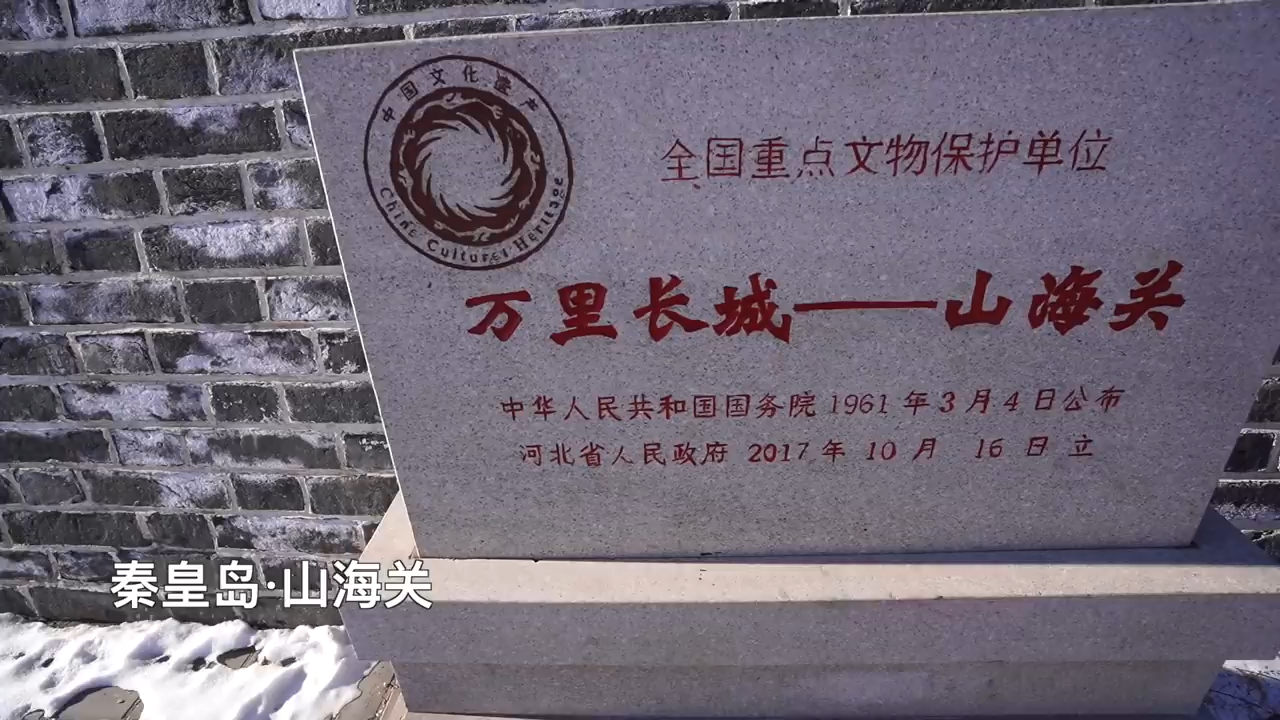 中国文化遗产
China Cultural Heritage
全国重点文物保护单位
万里长城——山海关
中华人民共和国国务院 1961 年 3 月 4 日公布
河北省人民政府 2017 年 10 月 16 日 立
秦皇岛·山海关